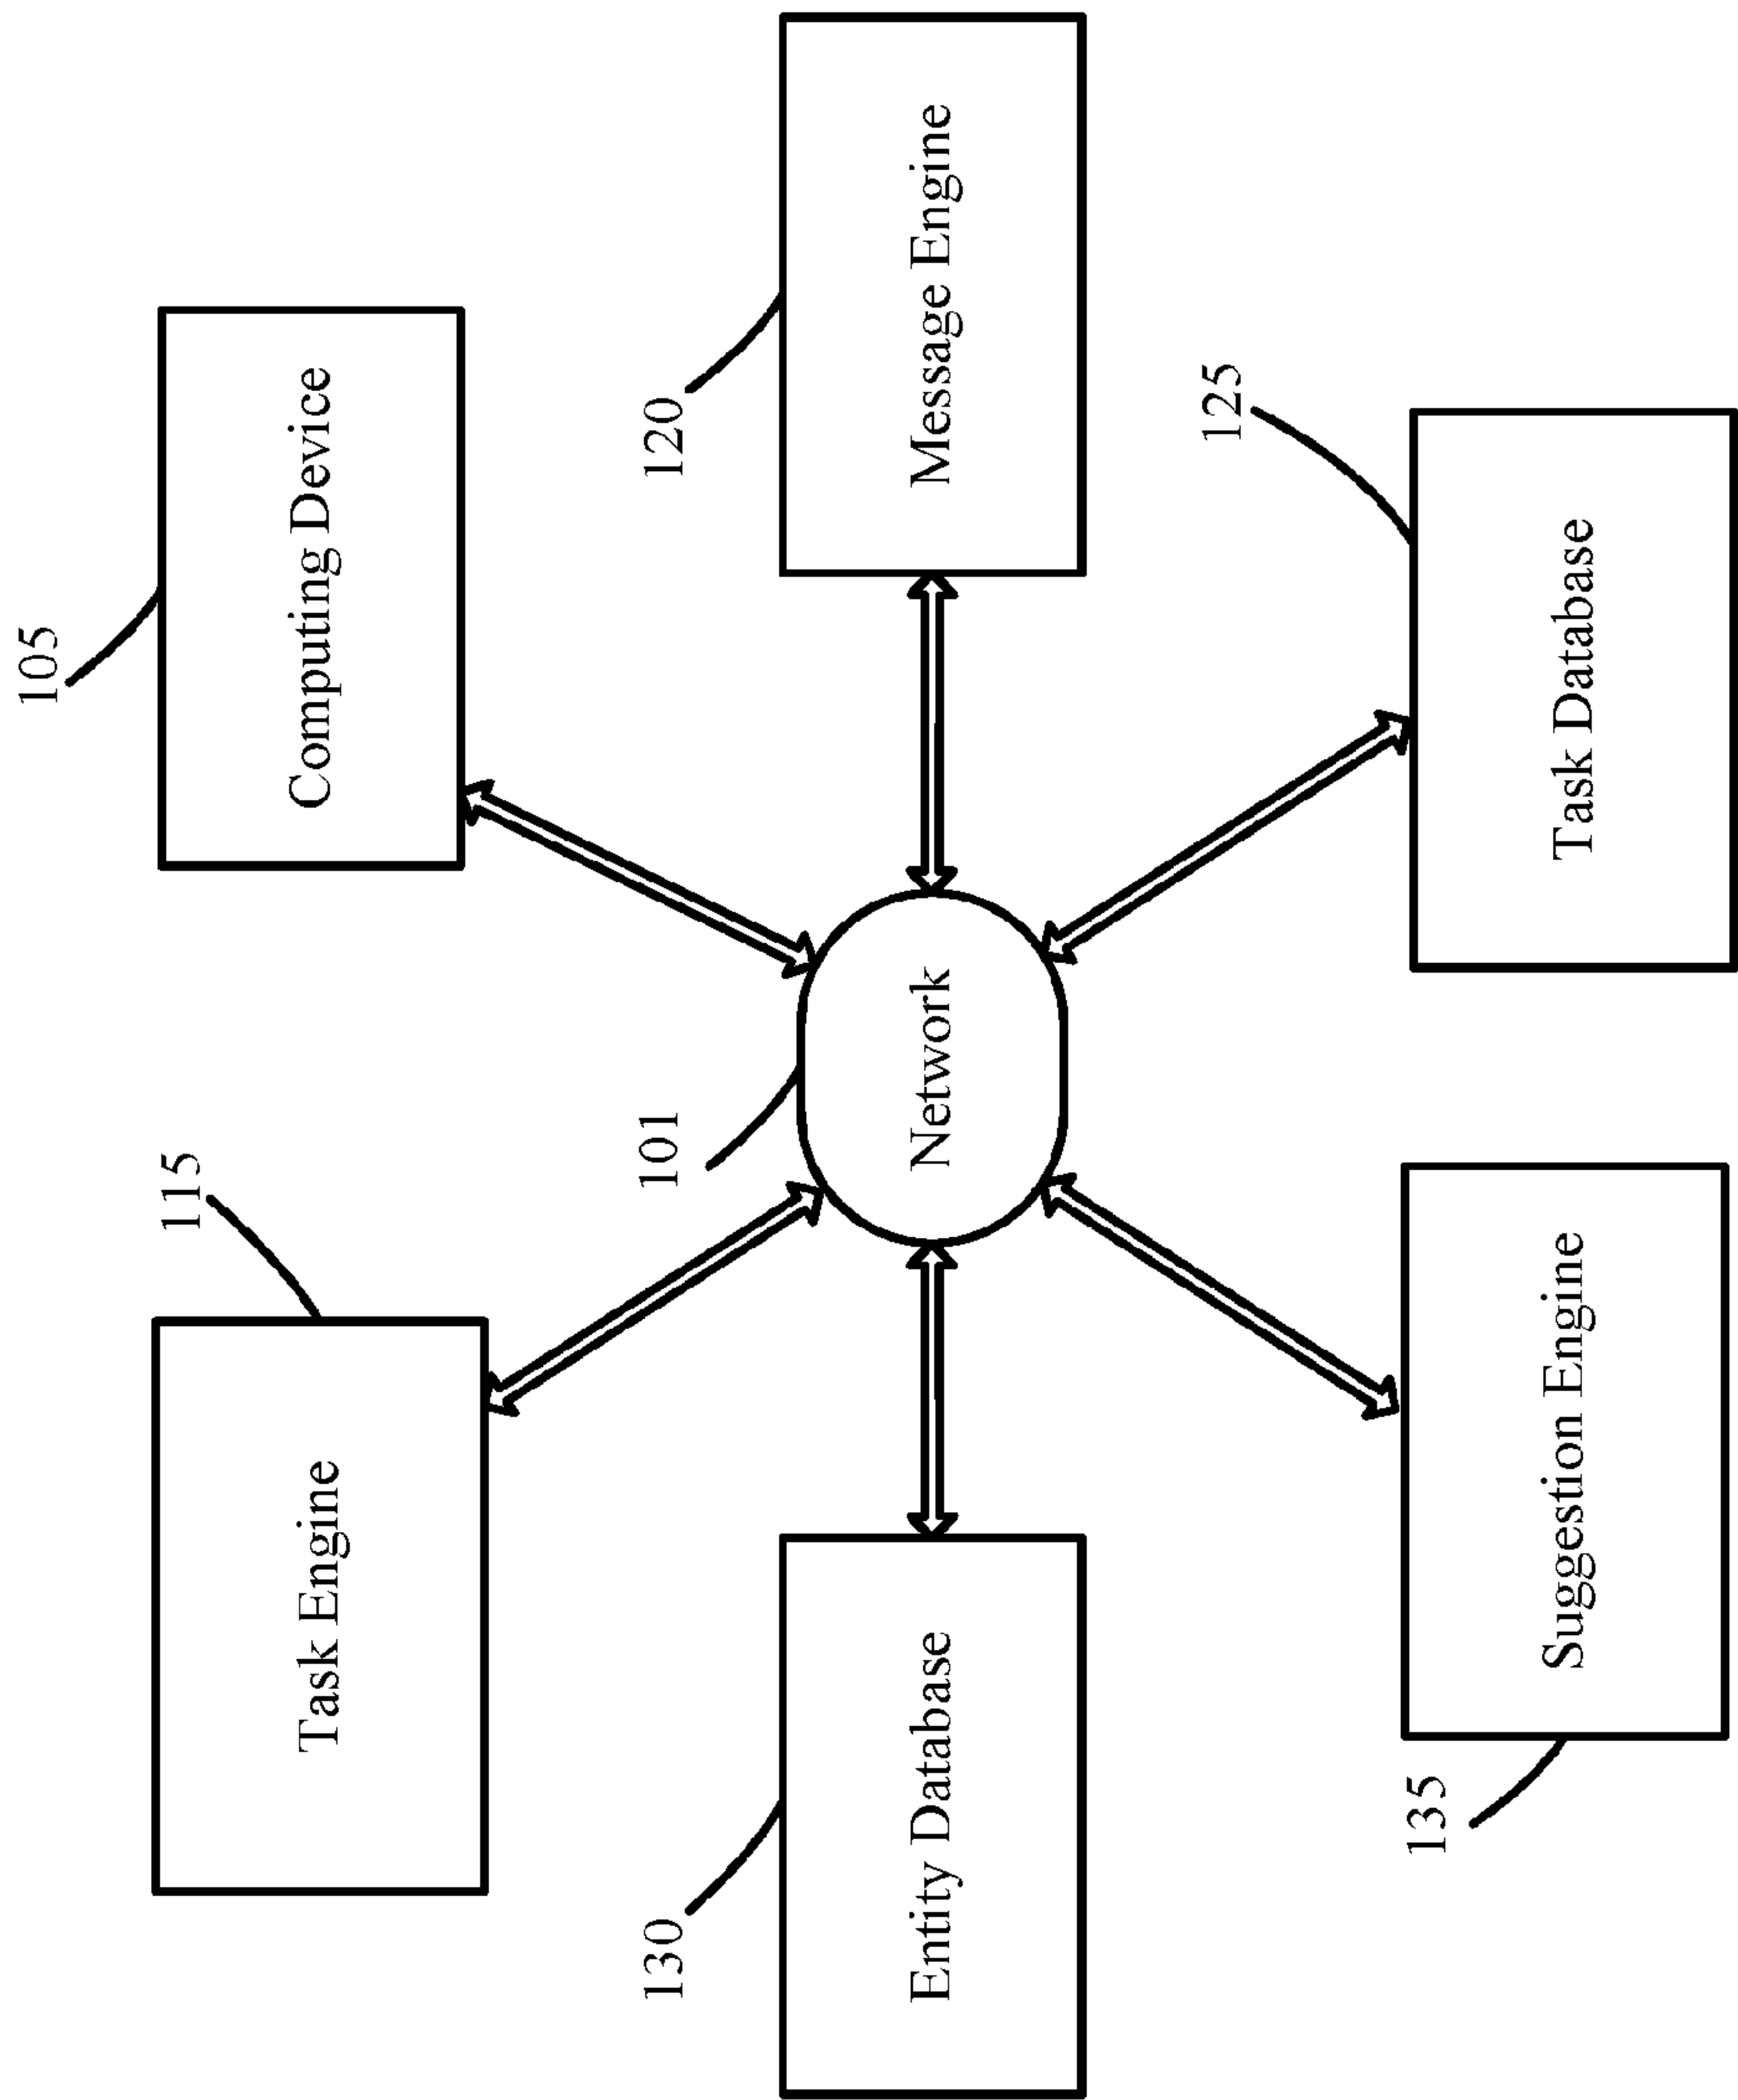 115
Task Engine
105
Computing Device
130
Entity Database
101
Network
120
Message Engine
135
Suggestion Engine
125
Task Database